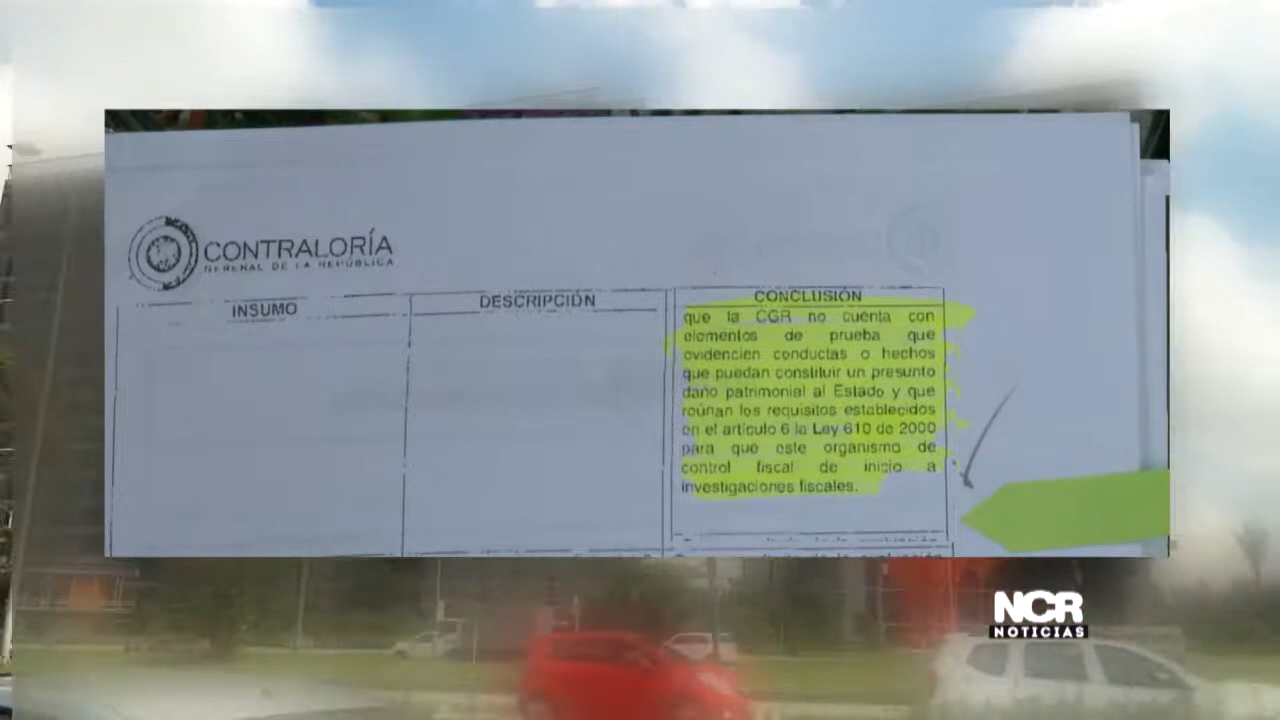 CONTRALORÍA
GENERAL DE LA REPÚBLICA
INSUMO
DESCRIPCIÓN
CONCLUSIÓN
que la CGR no cuenta con
elementos de prueba que
evidencien conductas o hechos
que puedan constituir un presunto
daño patrimonial al Estado y que
reúnan los requisitos establecidos
en el artículo 6 la Ley 610 de 2000
para que este organismo de
control fiscal de inicio a
investigaciones fiscales.
NCR
NOTICIAS